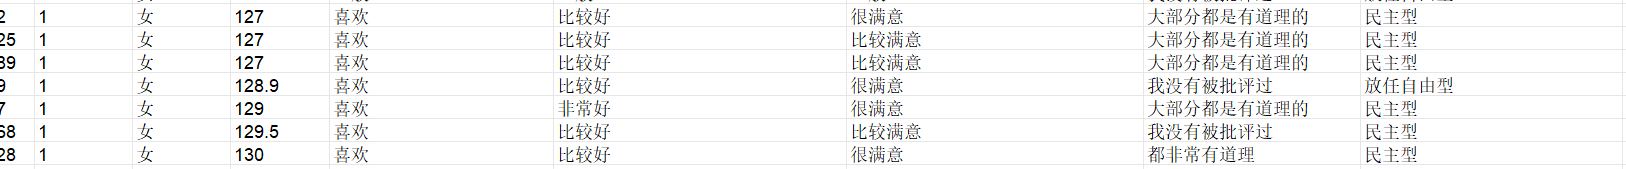 2 1 女 127 喜欢 比较好 很满意 大部分都是有道理的 民主型
25 1 女 127 喜欢 比较好 比较满意 大部分都是有道理的 民主型
39 1 女 127 喜欢 比较好 比较满意 大部分都是有道理的 民主型
9 1 女 128.9 喜欢 比较好 很满意 我没有被批评过 放任自由型
7 1 女 129 喜欢 非常好 很满意 大部分都是有道理的 民主型
68 1 女 129.5 喜欢 比较好 比较满意 我没有被批评过 民主型
28 1 女 130 喜欢 比较好 很满意 都非常有道理 民主型